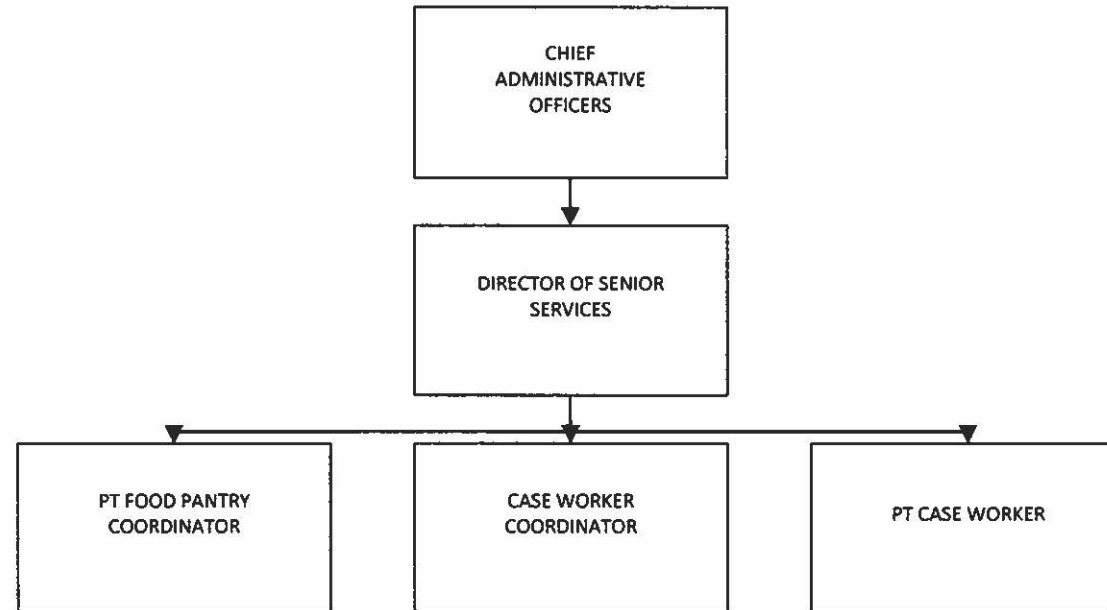 CHIEF
ADMINISTRATIVE
OFFICERS
DIRECTOR OF SENIOR
SERVICES
PT FOOD PANTRY
COORDINATOR
CASE WORKER
COORDINATOR
PT CASE WORKER